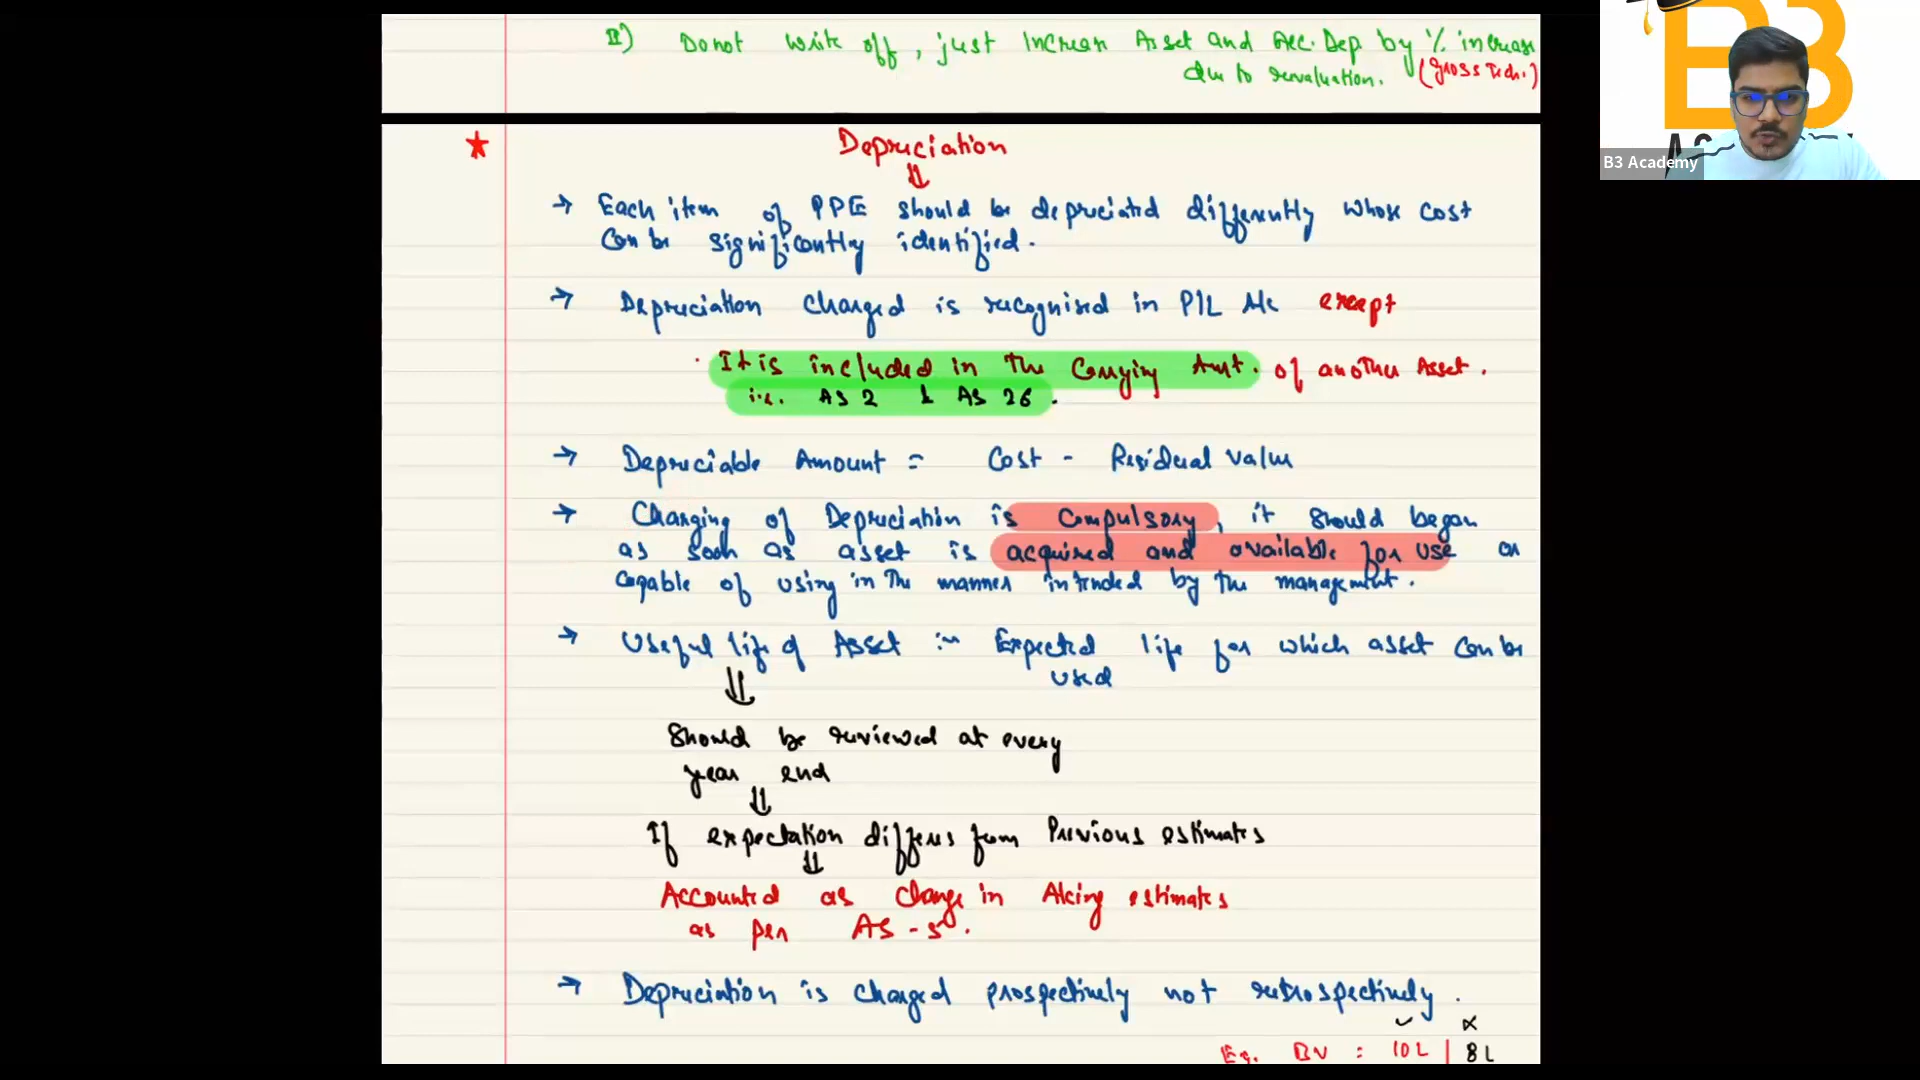 II) Do not write off, just increase Asset and Acc. Dep. by % increase
due to revaluation. (Gross Tech.)
B3
B3 Academy
Depreciation
→ Each item of PPE should be depreciated differently whose cost
can be significantly identified.
→ Depreciation charged is recognised in P/L A/c except
It is included in the Carrying Amt. of another Asset.
i.e. AS 2 & AS 26.
→ Depreciable Amount = Cost - Residual value
→ Charging of Depreciation is compulsory, it should began
as soon as asset is acquired and available for use or
capable of using in the manner intended by the management.
→ Useful life of Asset :- Expected life for which asset can be
used
Should be reviewed at every
year end
If expectation differs from Previous estimates
Accounted as change in A/cing estimates
as per AS - 5.
→ Depreciation is charged prospectively not retrospectively.
Eg. BV = 10L | 8L